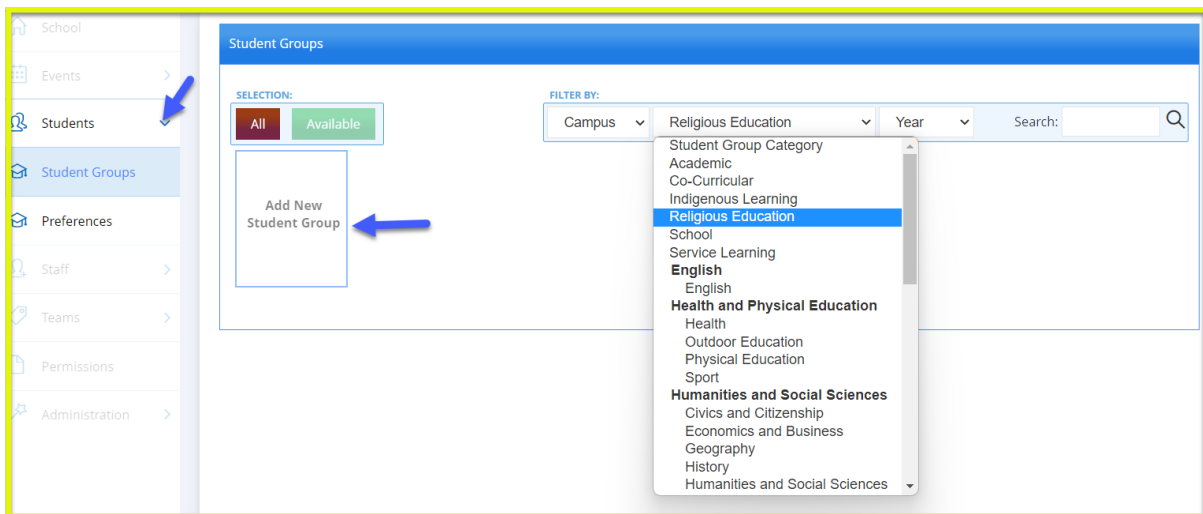 School
Events
Students
Student Groups
Preferences
Staff
Teams
Permissions
Administration
Student Groups
SELECTION:
All
Available
FILTER BY:
Campus
Religious Education
Year
Search:
Add New
Student Group
Student Group Category
Academic
Co-Curricular
Indigenous Learning
Religious Education
School
Service Learning
English
English
Health and Physical Education
Health
Outdoor Education
Physical Education
Sport
Humanities and Social Sciences
Civics and Citizenship
Economics and Business
Geography
History
Humanities and Social Sciences